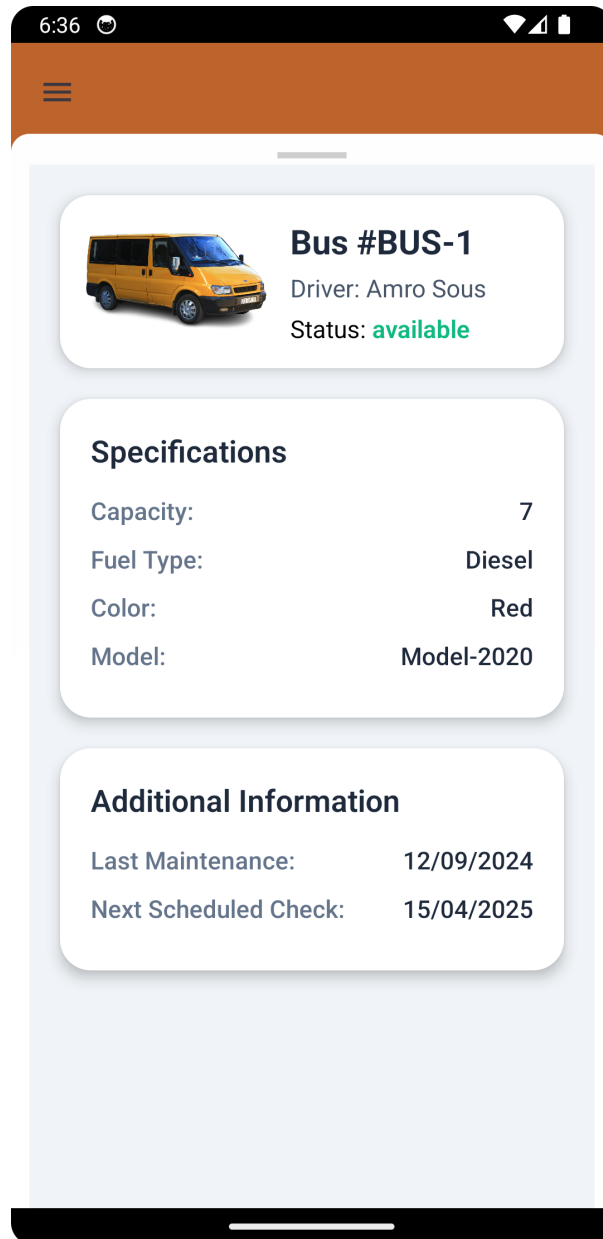 6:36
Bus #BUS-1
Driver: Amro Sous
Status: available
Specifications
Capacity: 7
Fuel Type: Diesel
Color: Red
Model: Model-2020
Additional Information
Last Maintenance: 12/09/2024
Next Scheduled Check: 15/04/2025